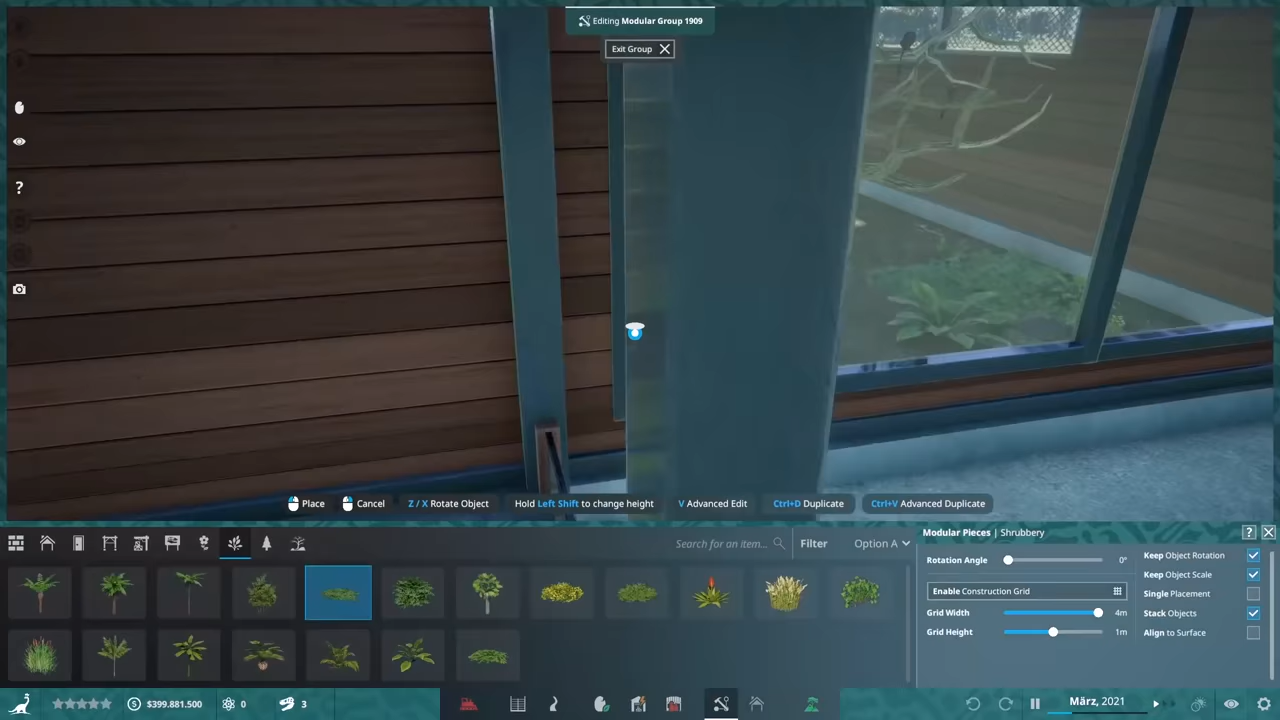 Editing Modular Group 1909
Exit Group
Place
Cancel
Z / X Rotate Object
Hold Left Shift to change height
V Advanced Edit
Ctrl+D Duplicate
Ctrl+V Advanced Duplicate
Search for an item...
Filter
Option A
Modular Pieces | Shrubbery
?
Rotation Angle
0°
Enable Construction Grid
Grid Width
4m
Grid Height
1m
Keep Object Rotation
Keep Object Scale
Single Placement
Stack Objects
Align to Surface
$399.881.500
0
3
März, 2021